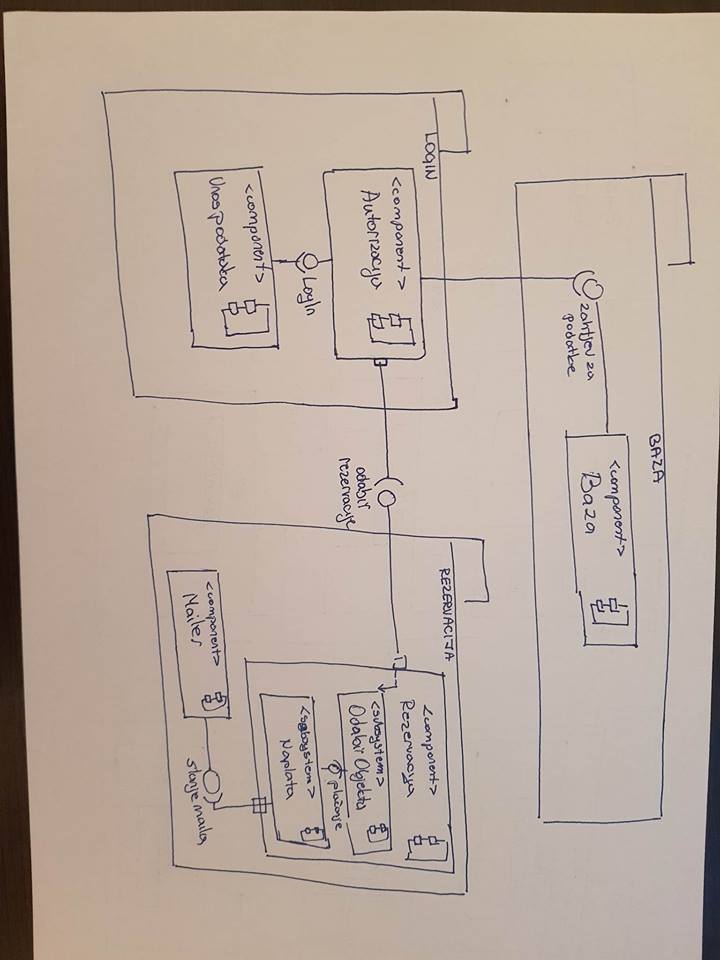 BAZA
<component>
Baza
zahtjev za
podatke
LOGIN
<component>
Autorizacija
LogIn
<component>
Unos podataka
odabir
rezervacije
REZERVACIJA
<component>
Rezervacija
<subsystem>
Odabir Objekta
plaćanje
<subsystem>
Naplata
<component>
Mailer
slanje maila